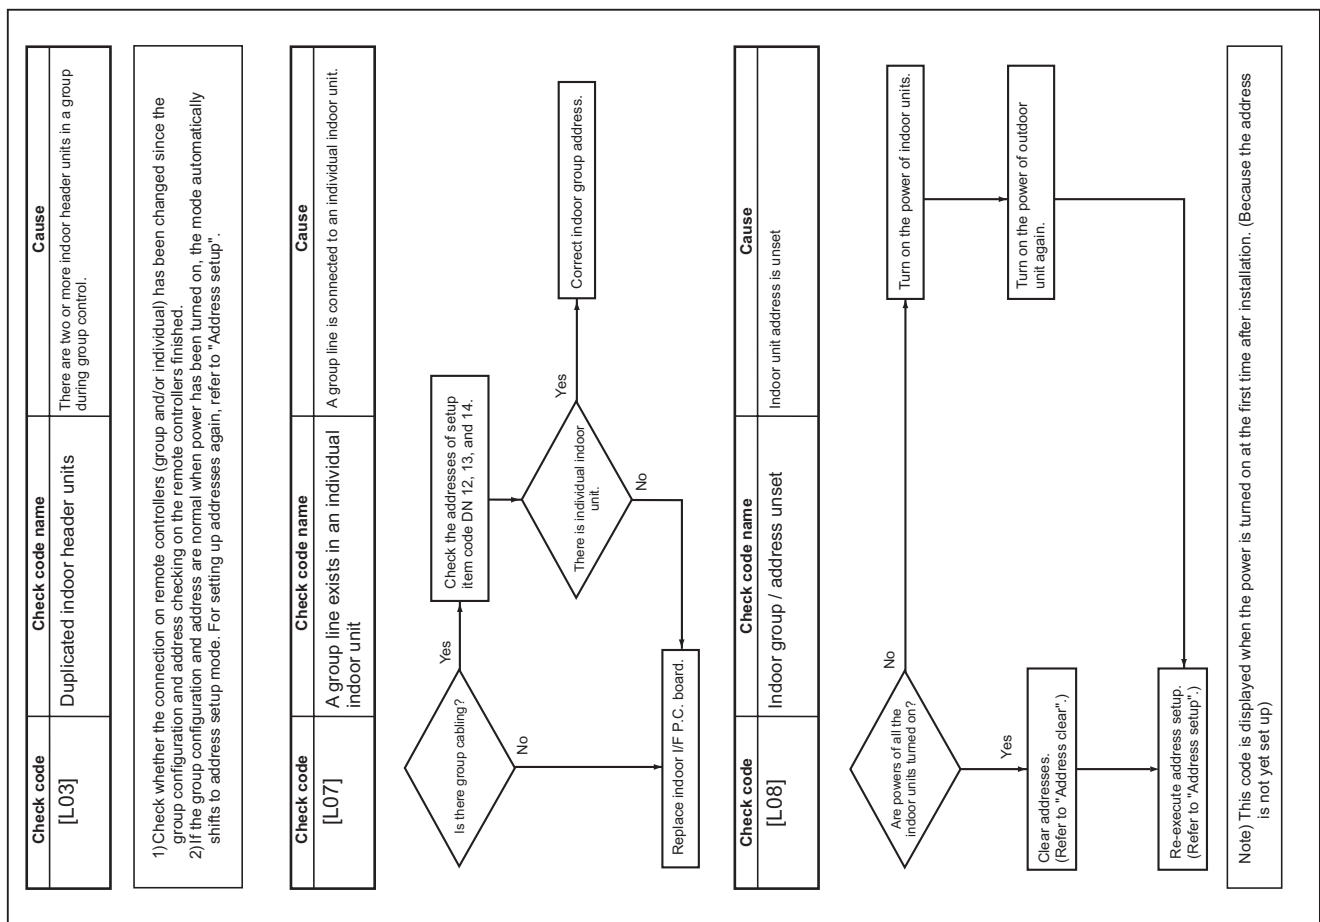 Check code
Check code name
Cause
[L03]
Duplicated indoor header units
There are two or more indoor header units in a group
during group control.
1) Check whether the connection on remote controllers (group and/or individual) has been changed since the
group configuration and address checking on the remote controllers finished.
2) If the group configuration and address are normal when power has been turned on, the mode automatically
shifts to address setup mode. For setting up addresses again, refer to "Address setup".
Check code
Check code name
Cause
[L07]
A group line exists in an individual
indoor unit
A group line is connected to an individual indoor unit.
Is there group cabling?
Yes
No
Check the addresses of setup
item code DN 12, 13, and 14.
There is individual indoor
unit.
Yes
No
Correct indoor group address.
Replace indoor I/F P.C. board.
Check code
Check code name
Cause
[L08]
Indoor group / address unset
Indoor unit address is unset
Are powers of all the
indoor units turned on?
No
Yes
Turn on the power of indoor units.
Turn on the power of outdoor
unit again.
Clear addresses.
(Refer to "Address clear".)
Re-execute address setup.
(Refer to "Address setup".)
Note) This code is displayed when the power is turned on at the first time after installation. (Because the address
is not yet set up)